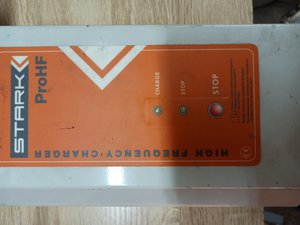 STARK
ProHF
CHARGE
STOP
STOP
HIGH FREQUENCY CHARGER